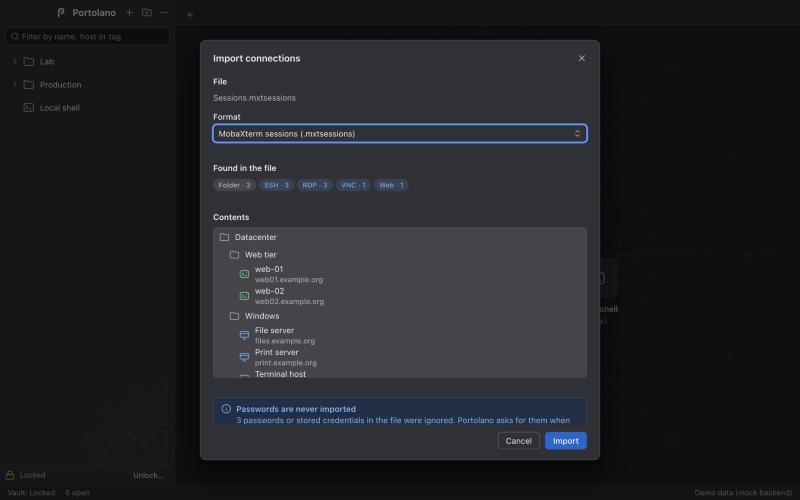 Portolano
Filter by name, host or tag
Lab
Production
Local shell
Import connections
File
Sessions.mxtsessions
Format
MobaXterm sessions (.mxtsessions)
Found in the file
Folder · 3 SSH · 3 RDP · 3 VNC · 1 Web · 1
Contents
Datacenter
Web tier
web-01
web01.example.org
web-02
web02.example.org
Windows
File server
files.example.org
Print server
print.example.org
Terminal host
Passwords are never imported
3 passwords or stored credentials in the file were ignored. Portolano asks for them when
Cancel Import
shell
Locked Unlock...
Vault: Locked 0 open Demo data (mock backend)